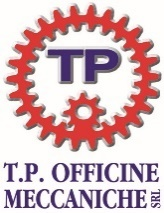 TP
T.P. OFFICINE
MECCANICHE SRL